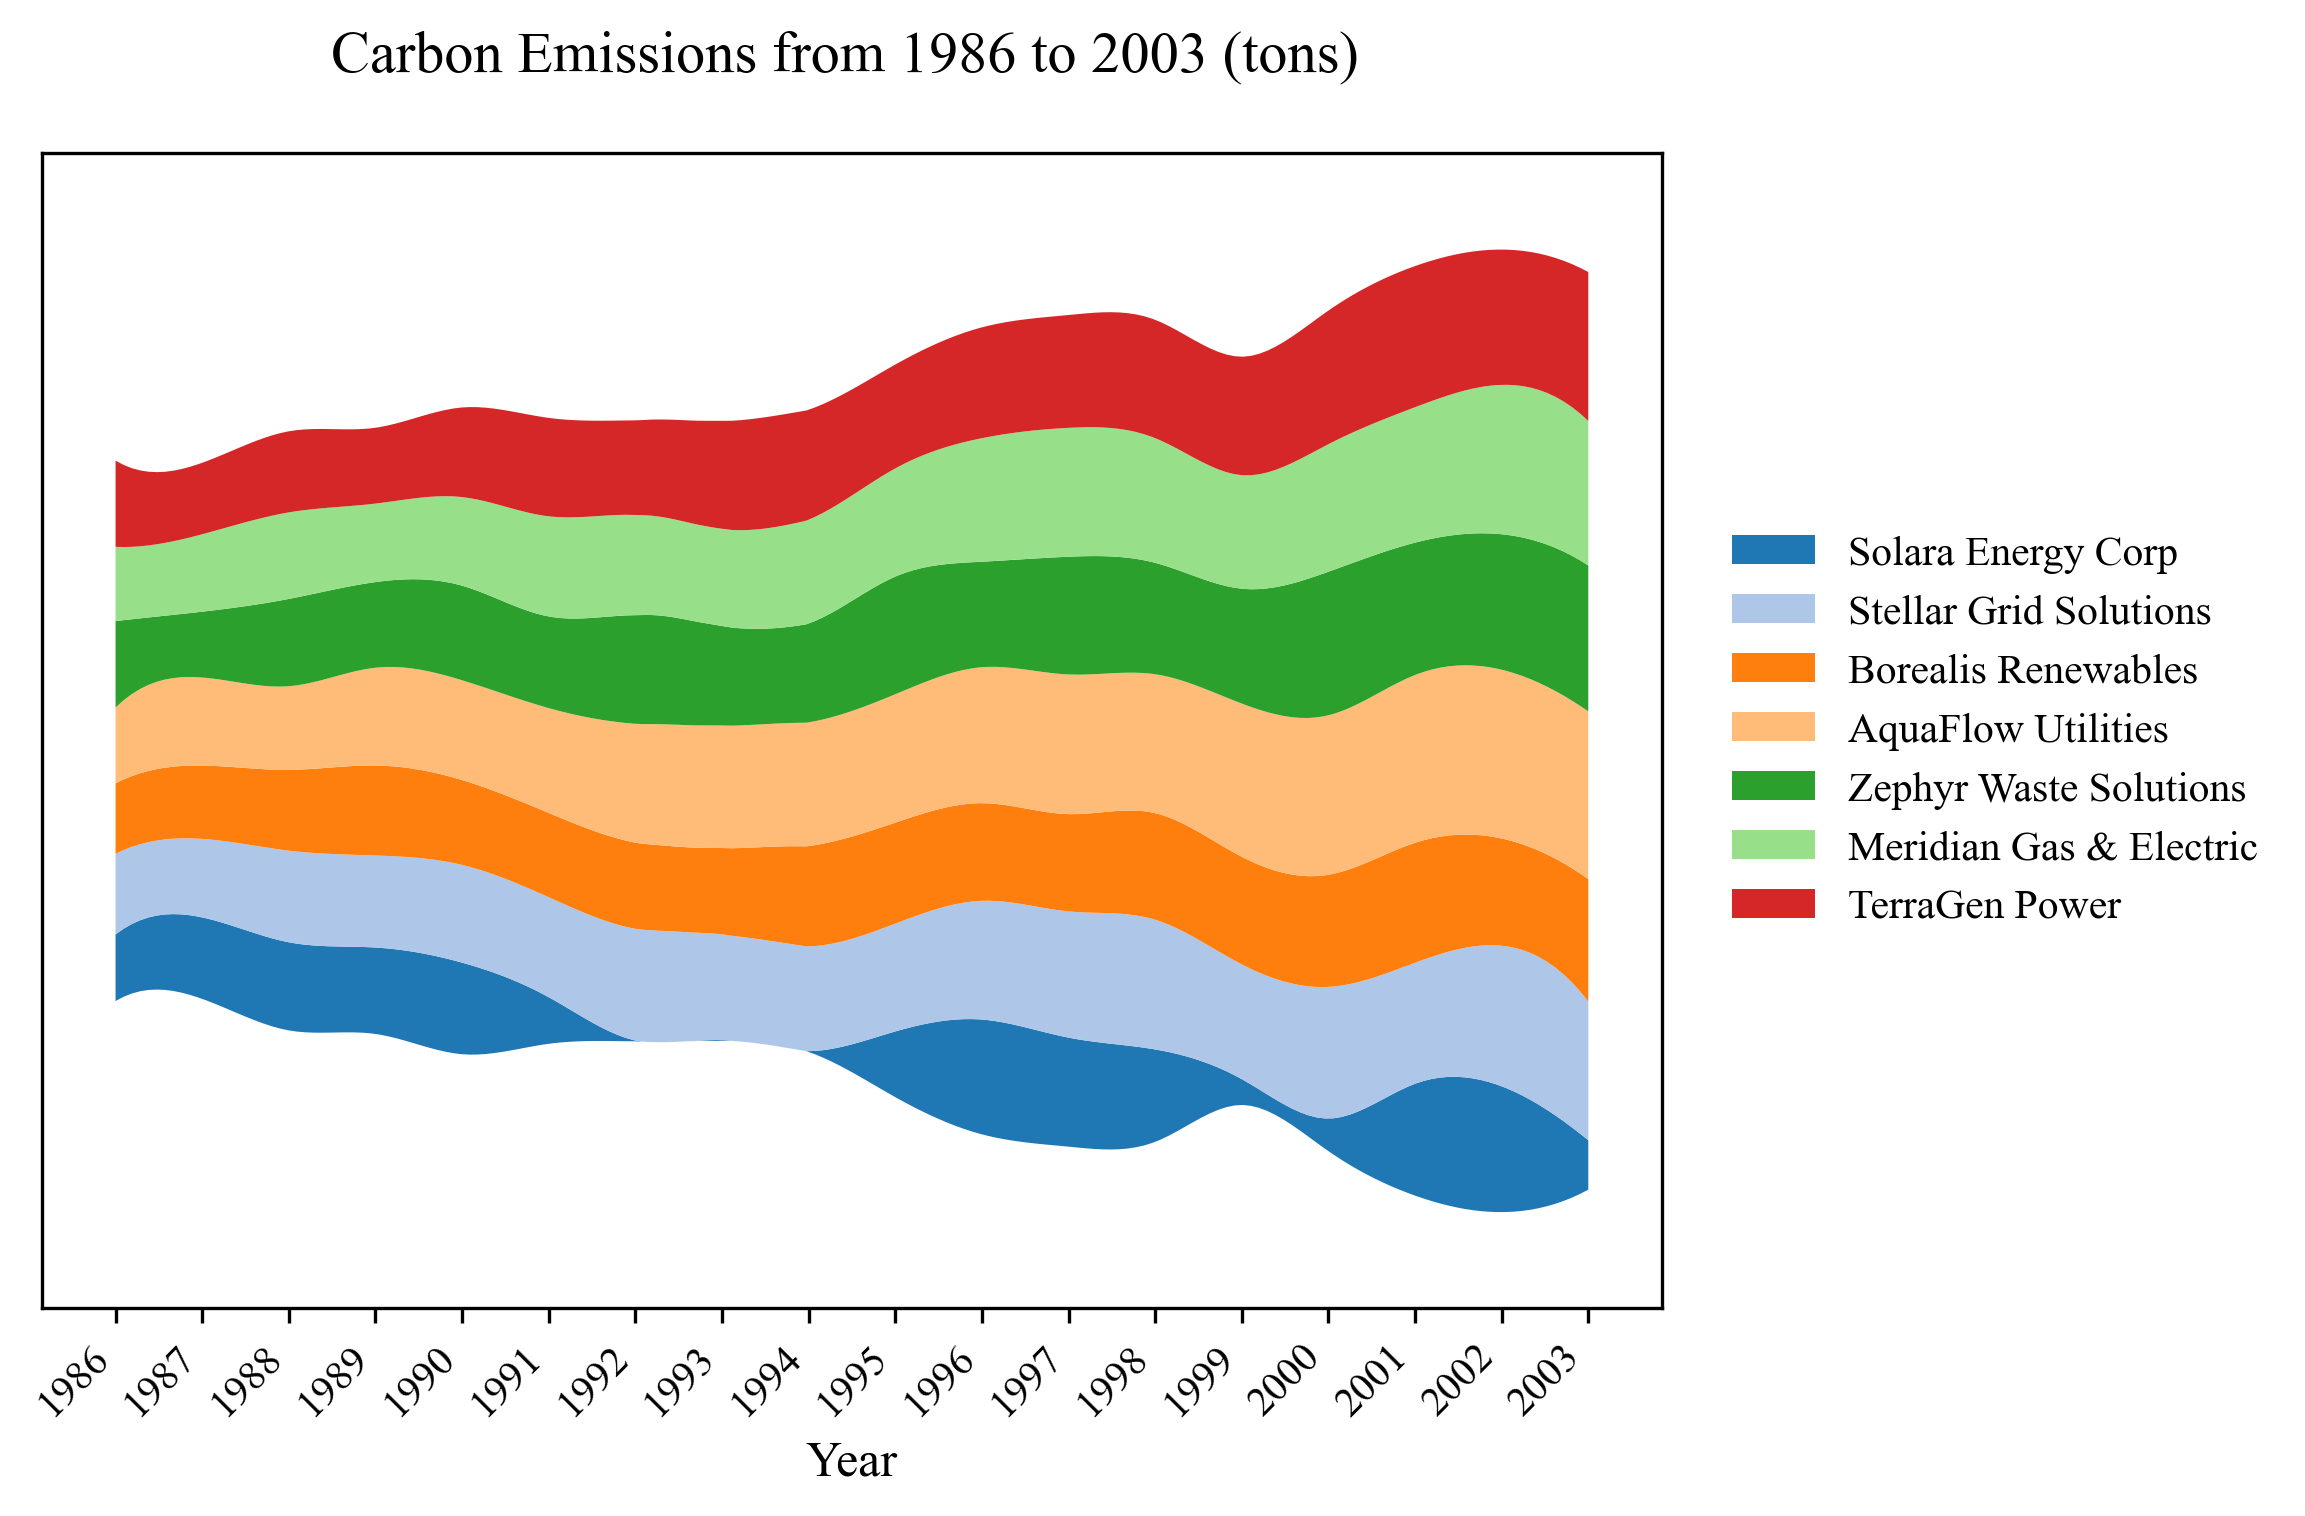 Carbon Emissions from 1986 to 2003 (tons)
Solara Energy Corp
Stellar Grid Solutions
Borealis Renewables
AquaFlow Utilities
Zephyr Waste Solutions
Meridian Gas & Electric
TerraGen Power
1986 1987 1988 1989 1990 1991 1992 1993 1994 1995 1996 1997 1998 1999 2000 2001 2002 2003
Year